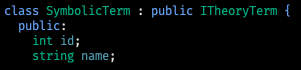 class SymbolicTerm : public ITheoryTerm {
  public:
    int id;
    string name;